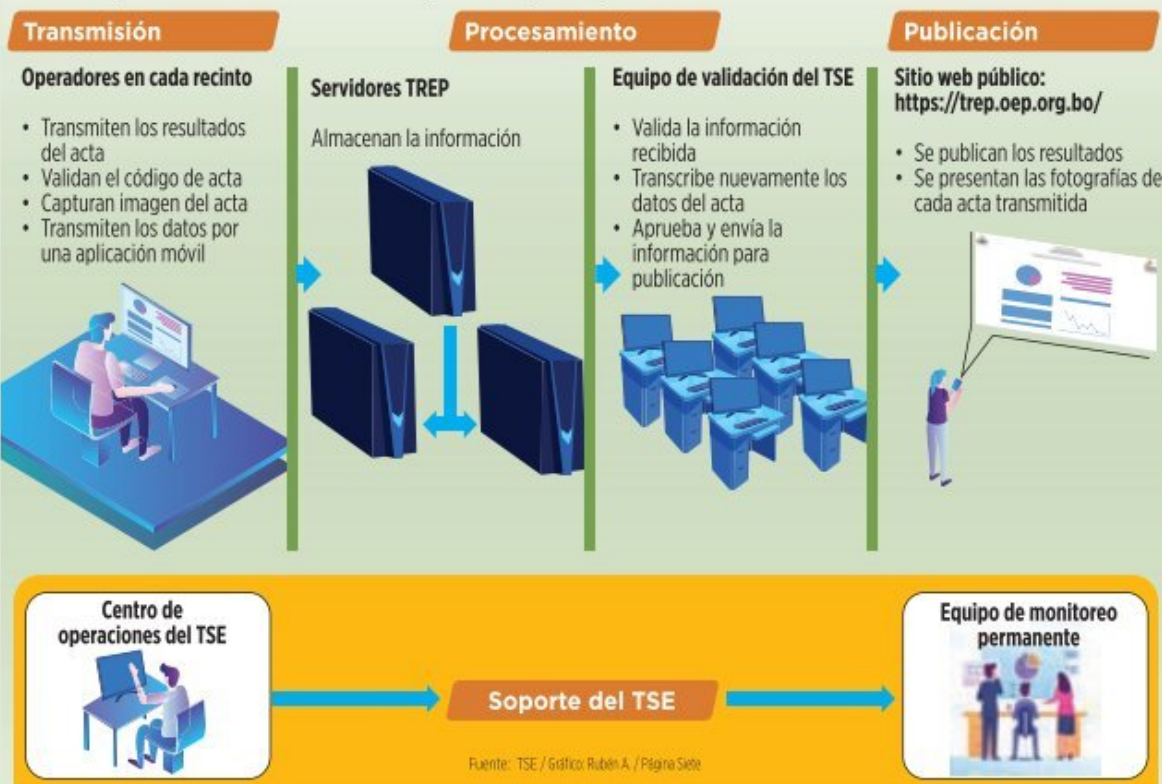 Transmisión
Operadores en cada recinto
• Transmiten los resultados
del acta
• Validan el código de acta
• Capturan imagen del acta
• Transmiten los datos por
una aplicación móvil
Procesamiento
Servidores TREP
Almacenan la información
Equipo de validación del TSE
• Valida la información
recibida
• Transcribe nuevamente los
datos del acta
• Aprueba y envía la
información para
publicación
Publicación
Sitio web público:
https://trep.oep.org.bo/
• Se publican los resultados
• Se presentan las fotografías de
cada acta transmitida
Centro de
operaciones del TSE
Soporte del TSE
Equipo de monitoreo
permanente
Fuente: TSE / Gráfico: Rubén A. / Página Siete